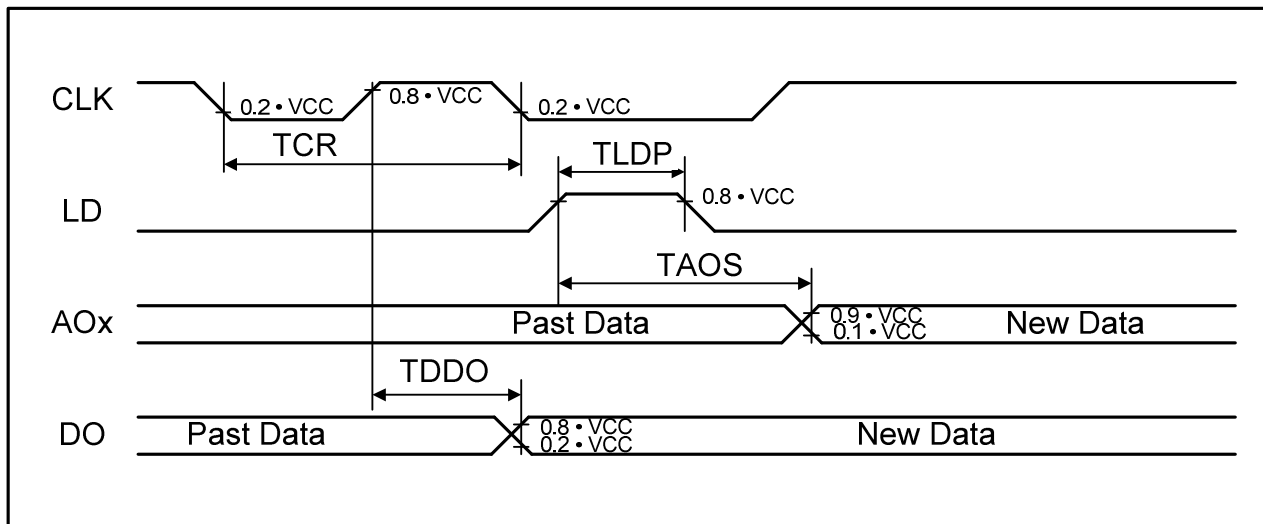 CLK
0.2・VCC
0.8・VCC
0.2・VCC
TCR
TLDP
LD
0.8・VCC
TAOS
AOx
Past Data
0.9・VCC
0.1・VCC
New Data
TDDO
DO
Past Data
0.8・VCC
0.2・VCC
New Data